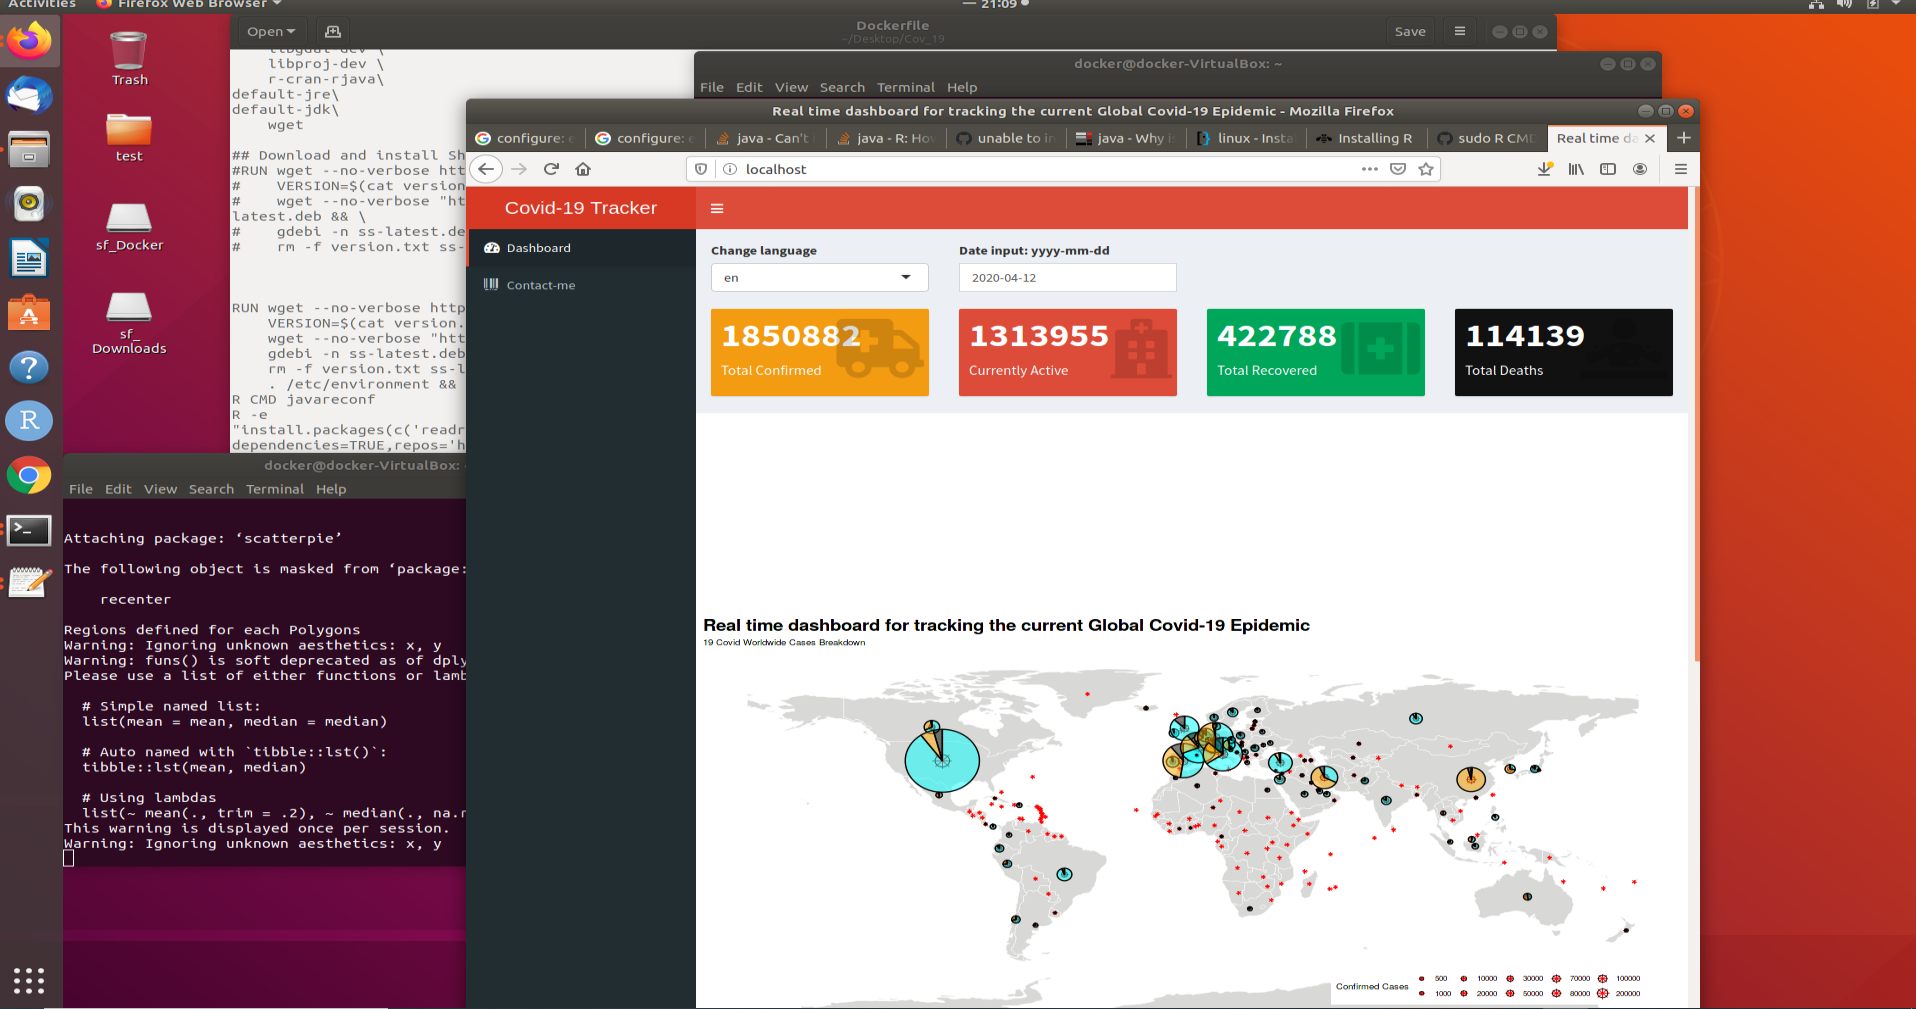 Activities
Firefox Web Browser
21:09
Trash
test
sf_Docker
sf_
Downloads
Open
Dockerfile
~/Desktop/Cov_19
Save
libgdal-dev \
libproj-dev \
r-cran-rjava\
default-jre\
default-jdk\
wget
## Download and install Sh
#RUN wget --no-verbose htt
# VERSION=$(cat version
# wget --no-verbose "ht
latest.deb && \
# gdebi -n ss-latest.de
# rm -f version.txt ss-
RUN wget --no-verbose http
VERSION=$(cat version.
wget --no-verbose "htt
gdebi -n ss-latest.deb
rm -f version.txt ss-l
. /etc/environment &&
R CMD javareconf
R -e
"install.packages(c('readr
dependencies=TRUE,repos='h
docker@docker-VirtualBox: ~
File Edit View Search Terminal Help
docker@docker-VirtualBox:
File Edit View Search Terminal Help
Attaching package: ‘scatterpie’
The following object is masked from ‘package:
recenter
Regions defined for each Polygons
Warning: Ignoring unknown aesthetics: x, y
Warning: funs() is soft deprecated as of dply
Please use a list of either functions or lamb
# Simple named list:
list(mean = mean, median = median)
# Auto named with `tibble::lst()`:
tibble::lst(mean, median)
# Using lambdas
list(~ mean(., trim = .2), ~ median(., na.r
This warning is displayed once per session.
Warning: Ignoring unknown aesthetics: x, y
Real time dashboard for tracking the current Global Covid-19 Epidemic - Mozilla Firefox
configure: e
configure: e
java - Can't
java - R: How
unable to in
java - Why is
linux - Insta
Installing R
sudo R CMD
Real time da
localhost
Covid-19 Tracker
Dashboard
Contact-me
Change language
en
Date input: yyyy-mm-dd
2020-04-12
1850882
Total Confirmed
1313955
Currently Active
422788
Total Recovered
114139
Total Deaths
Real time dashboard for tracking the current Global Covid-19 Epidemic
19 Covid Worldwide Cases Breakdown
Confirmed Cases
500 10000 30000 70000 100000
1000 20000 50000 80000 200000